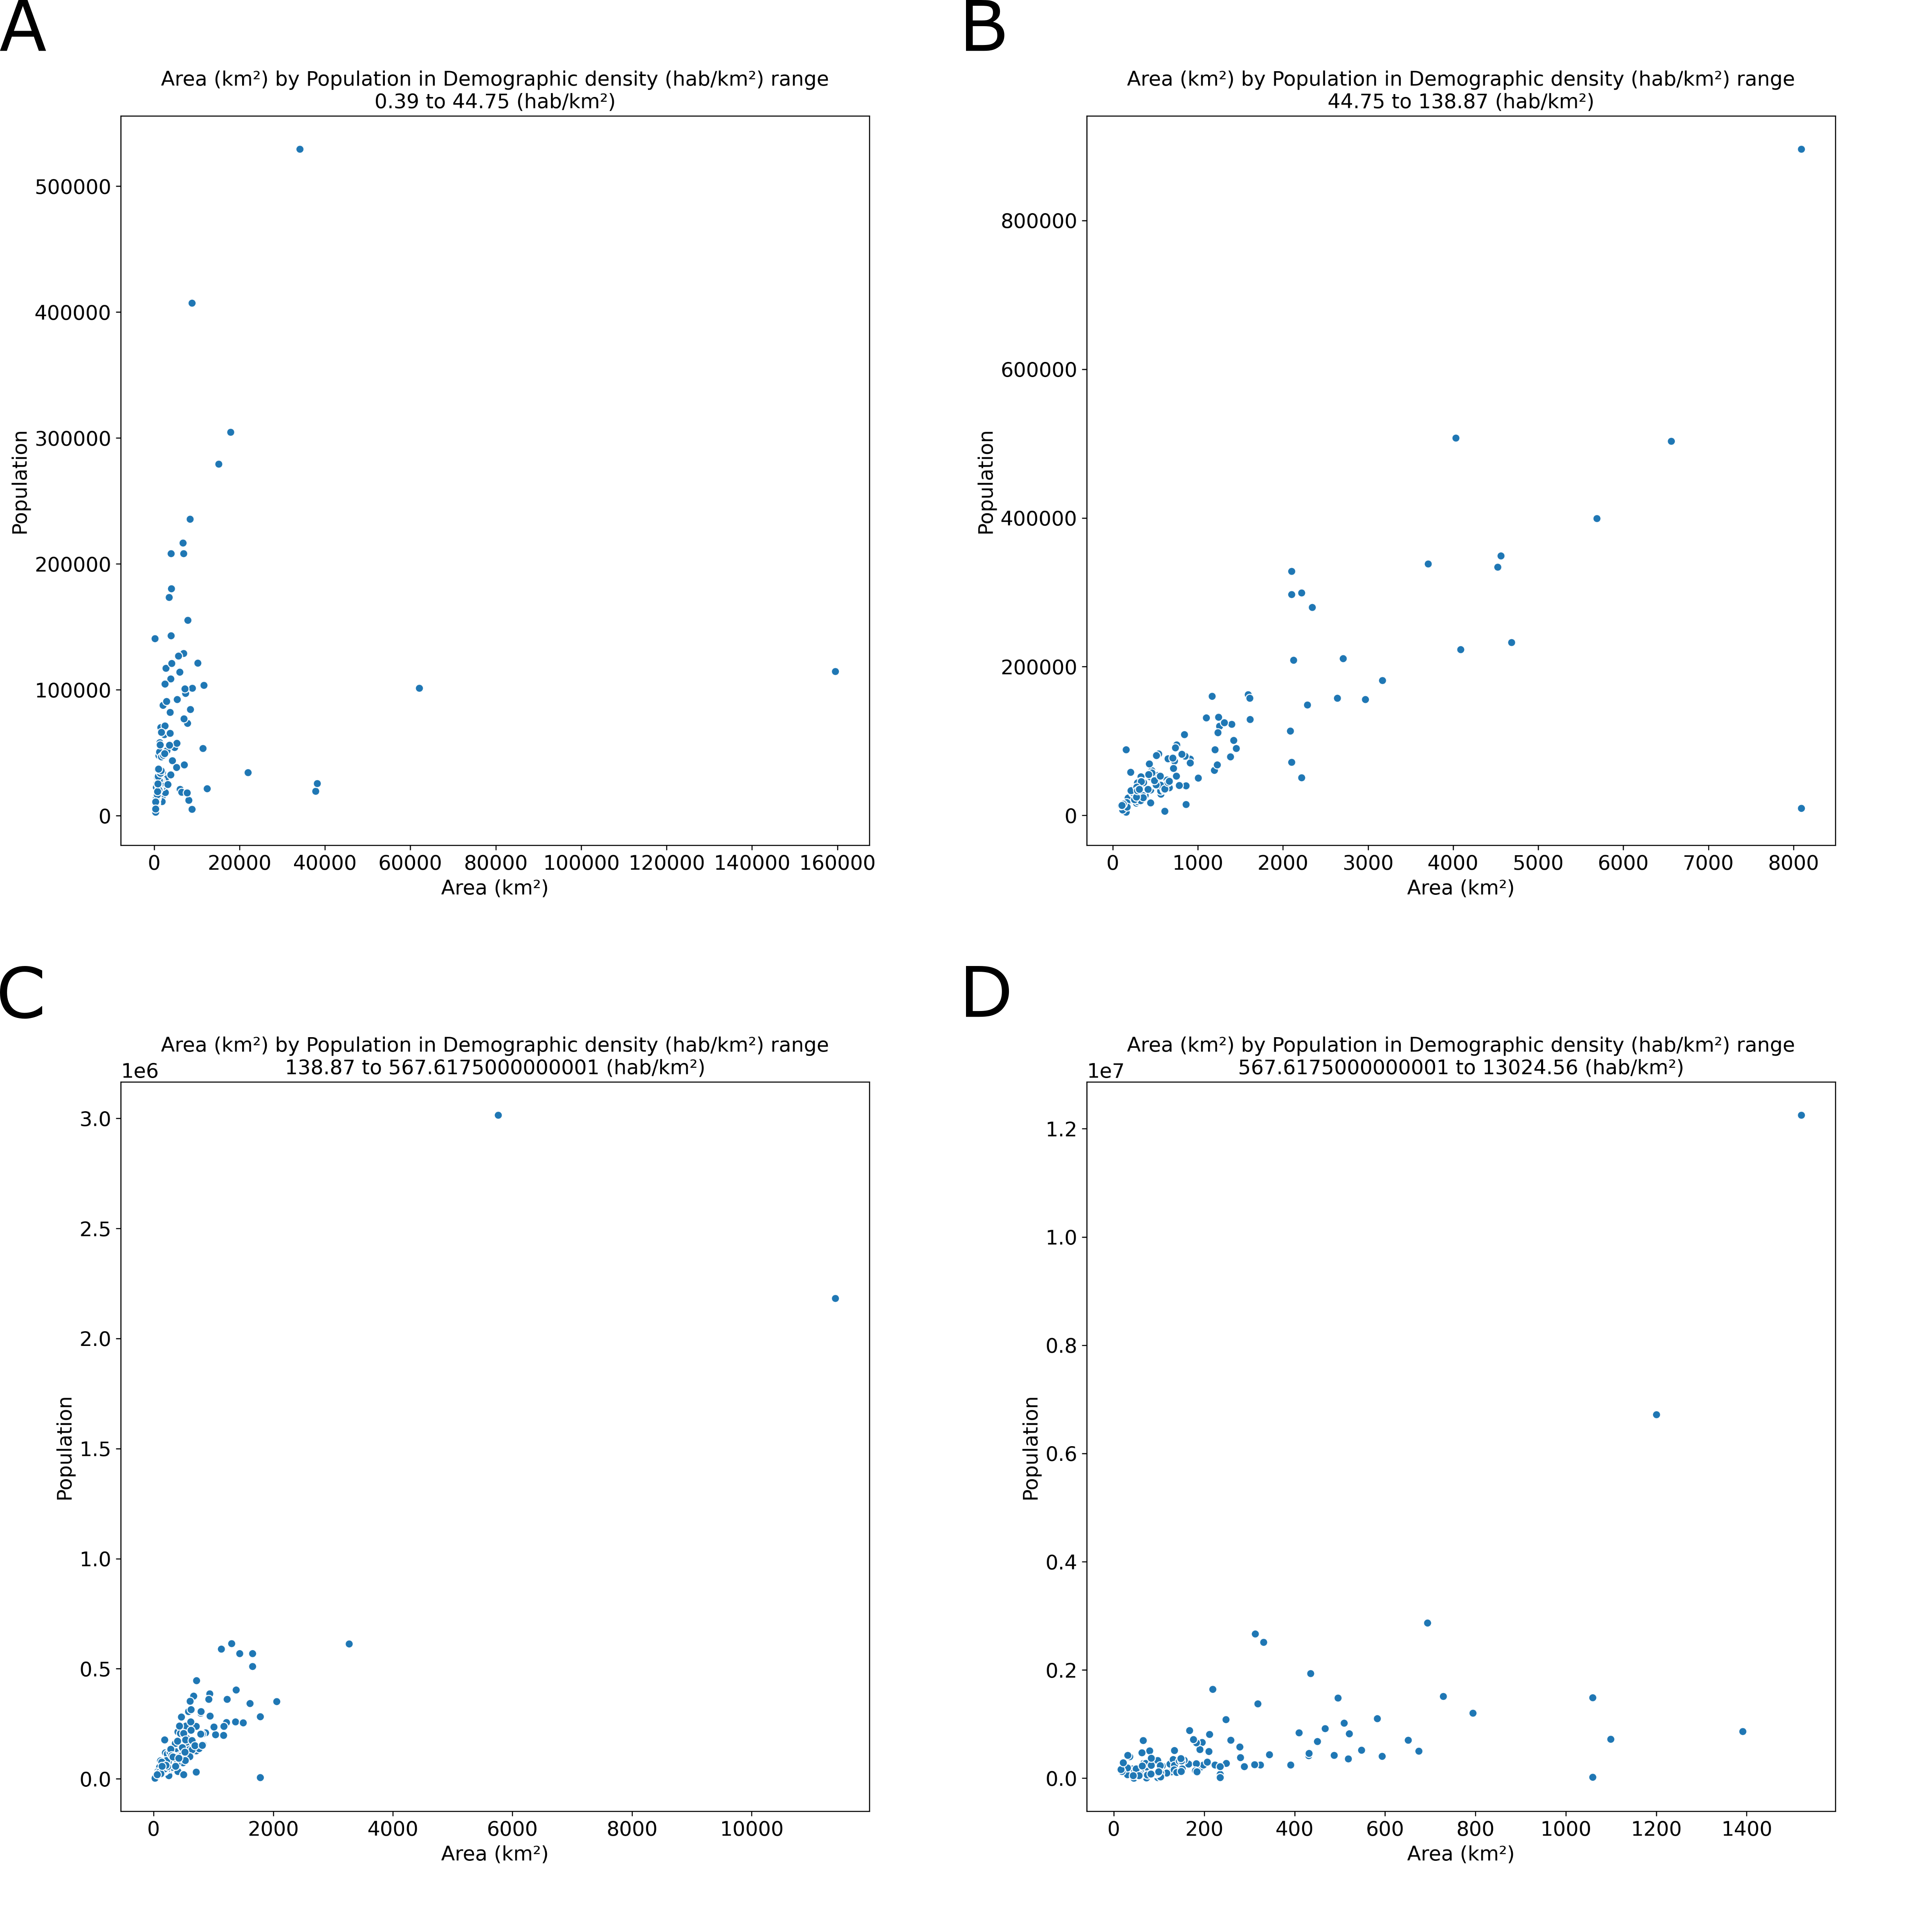 A
Area (km²) by Population in Demographic density (hab/km²) range
0.39 to 44.75 (hab/km²)
500000
400000
300000
200000
100000
0
Population
0 20000 40000 60000 80000 100000 120000 140000 160000
Area (km²)
B
Area (km²) by Population in Demographic density (hab/km²) range
44.75 to 138.87 (hab/km²)
800000
600000
400000
200000
0
Population
0 1000 2000 3000 4000 5000 6000 7000 8000
Area (km²)
C
Area (km²) by Population in Demographic density (hab/km²) range
138.87 to 567.6175000000001 (hab/km²)
1e6
3.0
2.5
2.0
1.5
1.0
0.5
0.0
Population
0 2000 4000 6000 8000 10000
Area (km²)
D
Area (km²) by Population in Demographic density (hab/km²) range
567.6175000000001 to 13024.56 (hab/km²)
1e7
1.2
1.0
0.8
0.6
0.4
0.2
0.0
Population
0 200 400 600 800 1000 1200 1400
Area (km²)